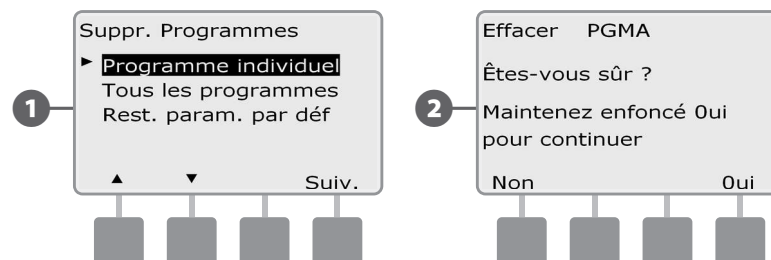 1
Suppr. Programmes
► Programme individuel
Tous les programmes
Rest. param. par déf
▲ ▼ Suiv.
2
Effacer PGMA
Êtes-vous sûr ?
Maintenez enfoncé 0ui
pour continuer
Non 0ui